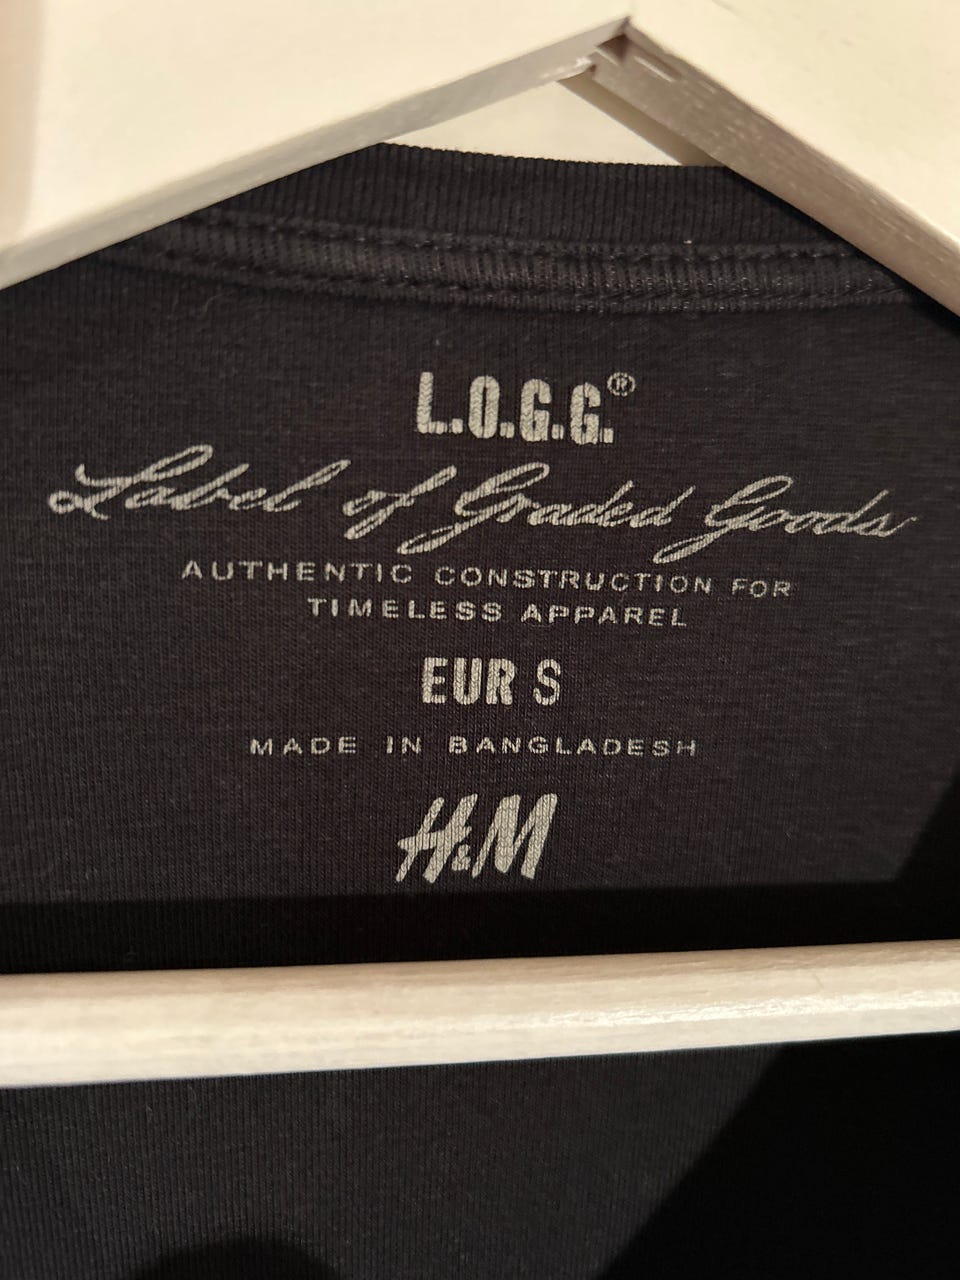 L.O.G.G.®
Label of Graded Goods
AUTHENTIC CONSTRUCTION FOR
TIMELESS APPAREL
EUR S
MADE IN BANGLADESH
H&M